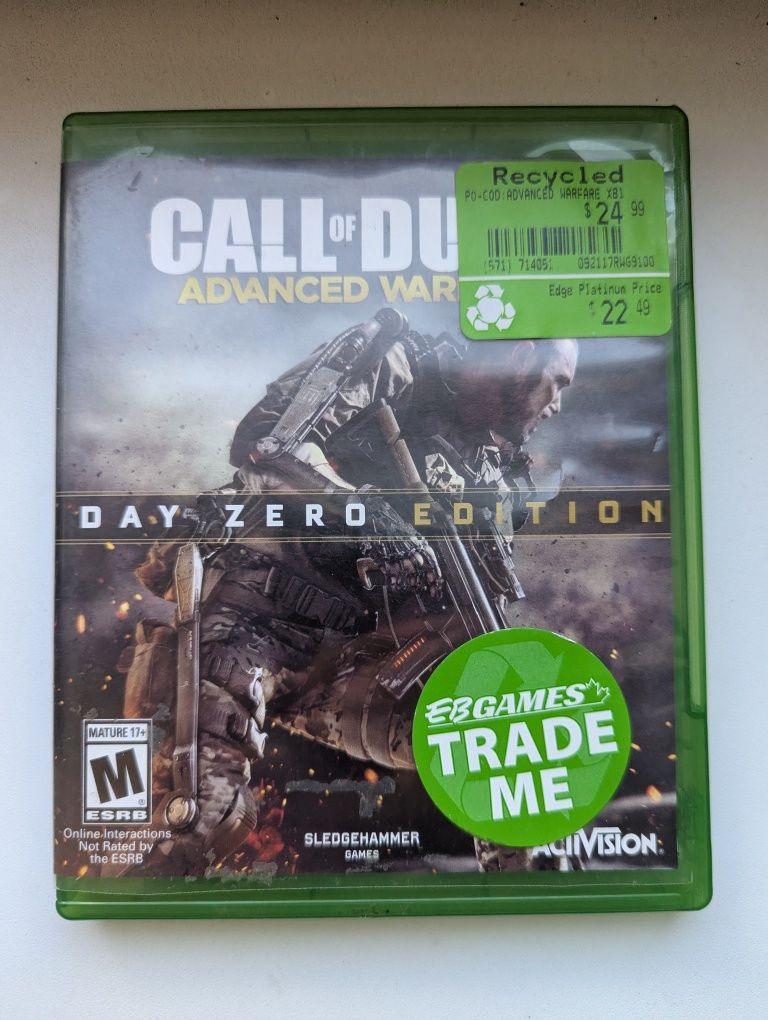 Recycled
PO-COD:ADVANCED WARFARE XB1
$24 99
(571) 714051 092117RWG9100
Edge Platinum Price
$22 49
CALL OF DU
ADVANCED WAR
DAY ZERO EDITION
EBGAMES
TRADE
ME
MATURE 17+
M
ESRB
Online Interactions
Not Rated by
the ESRB
SLEDGEHAMMER
GAMES
ACTIVISION